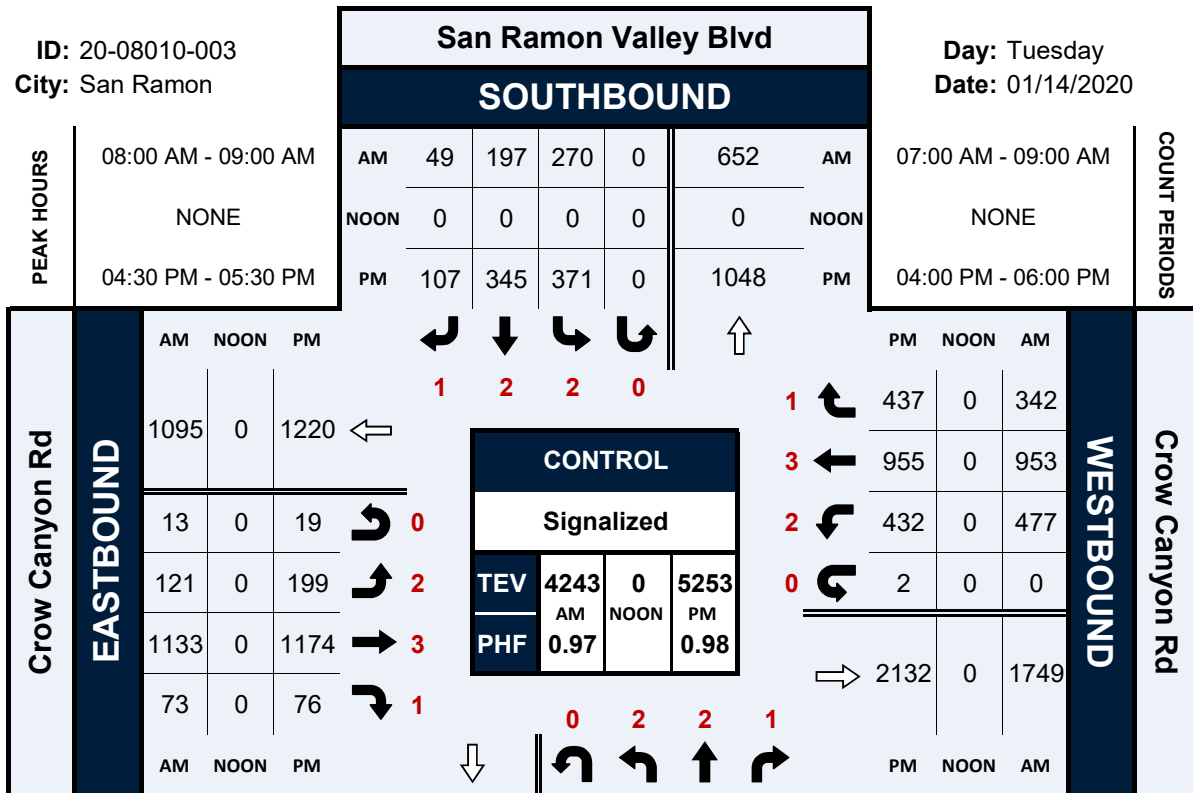 San Ramon Valley Blvd
ID: 20-08010-003
Day: Tuesday
City: San Ramon
Date: 01/14/2020
SOUTHBOUND
PEAK HOURS
08:00 AM - 09:00 AM
NONE
04:30 PM - 05:30 PM
AM 49 197 270 0 652 AM
NOON 0 0 0 0 0 NOON
PM 107 345 371 0 1048 PM
07:00 AM - 09:00 AM
NONE
04:00 PM - 06:00 PM
COUNT PERIODS
1 2 2 0
Crow Canyon Rd
EASTBOUND
AM NOON PM
1095 0 1220
13 0 19 0
121 0 199 2
1133 0 1174 3
73 0 76 1
AM NOON PM
CONTROL
Signalized
TEV 4243 0 5253
AM NOON PM
PHF 0.97 0.98
PM NOON AM
1 437 0 342
3 955 0 953
2 432 0 477
0 2 0 0
2132 0 1749
PM NOON AM
WESTBOUND
Crow Canyon Rd
0 2 2 1